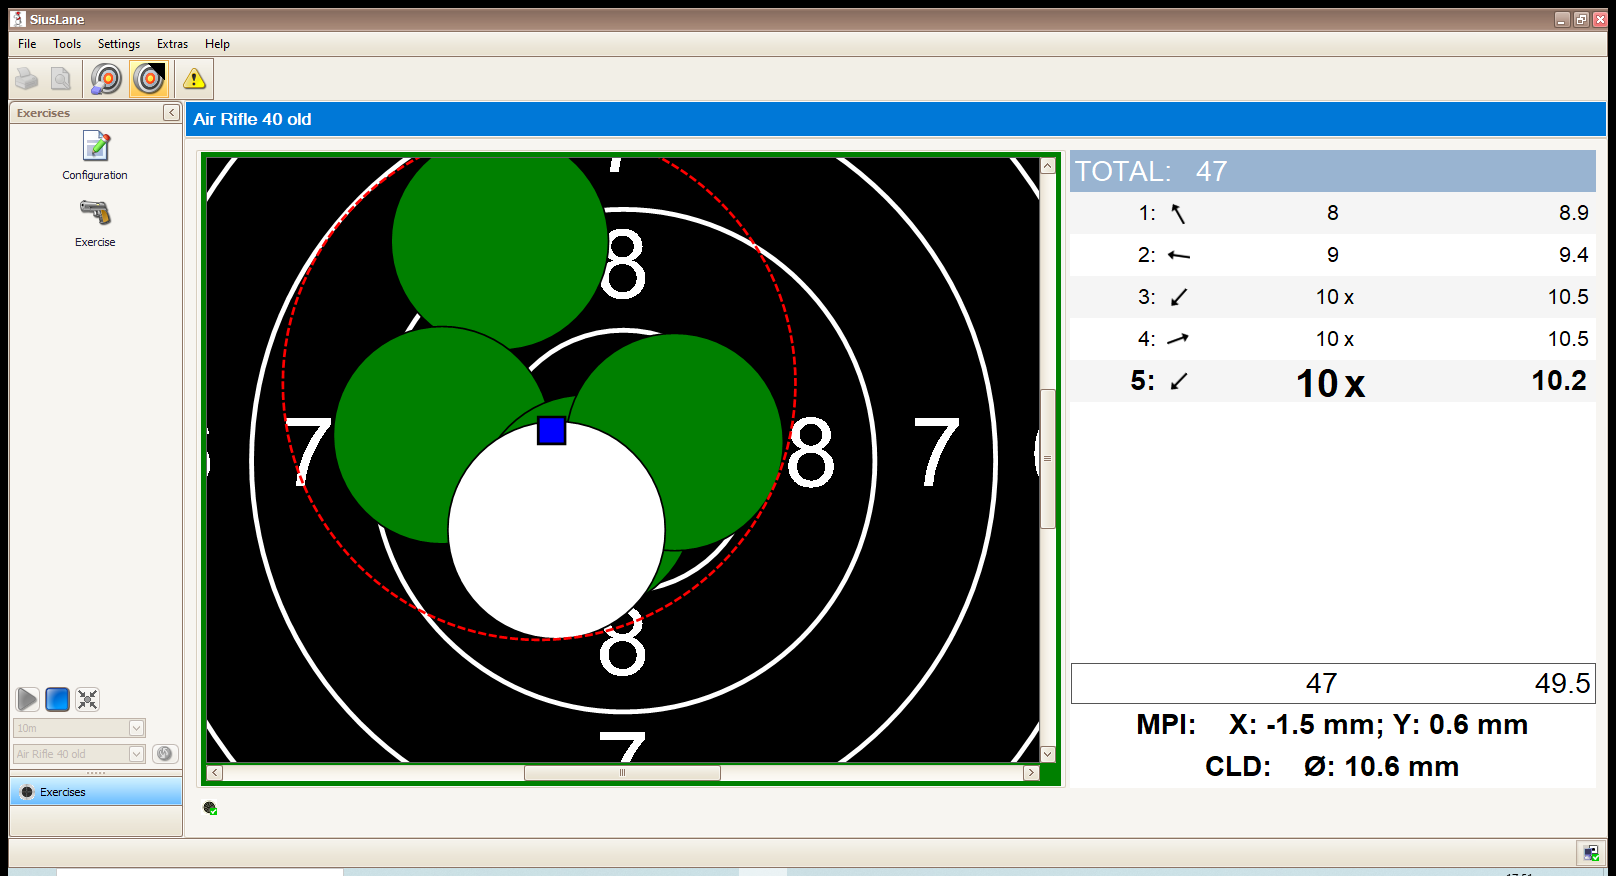 SiusLane
File Tools Settings Extras Help
Exercises
Configuration
Exercise
10m
Air Rifle 40 old
Exercises
Air Rifle 40 old
7
8
7 8 7
8
7
TOTAL: 47
1: 8 8.9
2: 9 9.4
3: 10 x 10.5
4: 10 x 10.5
5: 10 x 10.2
47 49.5
MPI: X: -1.5 mm; Y: 0.6 mm
CLD: Ø: 10.6 mm